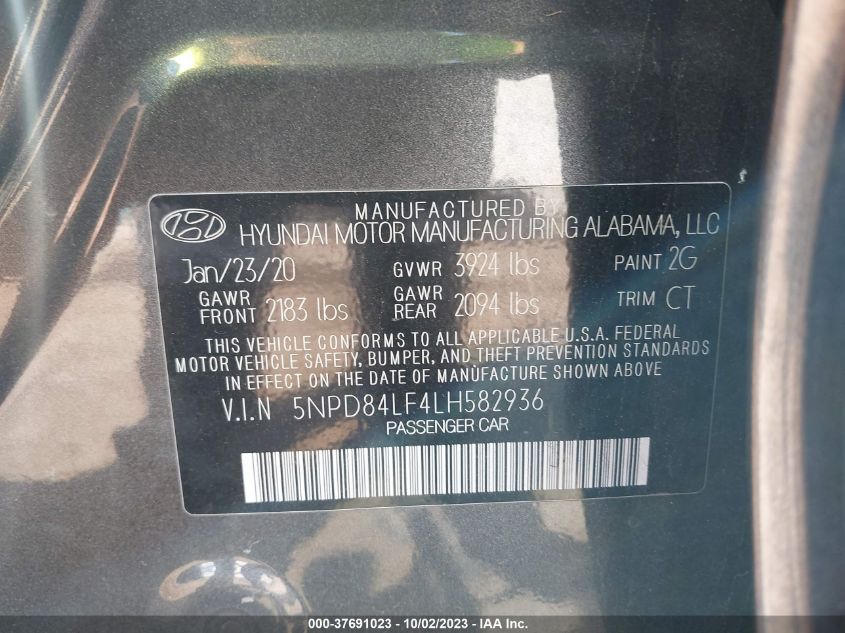 MANUFACTURED BY
HYUNDAI MOTOR MANUFACTURING ALABAMA, LLC
Jan/23/20 GVWR 3924 lbs PAINT 2G
GAWR FRONT 2183 lbs GAWR REAR 2094 lbs TRIM CT
THIS VEHICLE CONFORMS TO ALL APPLICABLE U.S.A. FEDERAL
MOTOR VEHICLE SAFETY, BUMPER, AND THEFT PREVENTION STANDARDS
IN EFFECT ON THE DATE OF MANUFACTURE SHOWN ABOVE
V.I.N 5NPD84LF4LH582936
PASSENGER CAR
000-37691023 - 10/02/2023 - IAA Inc.